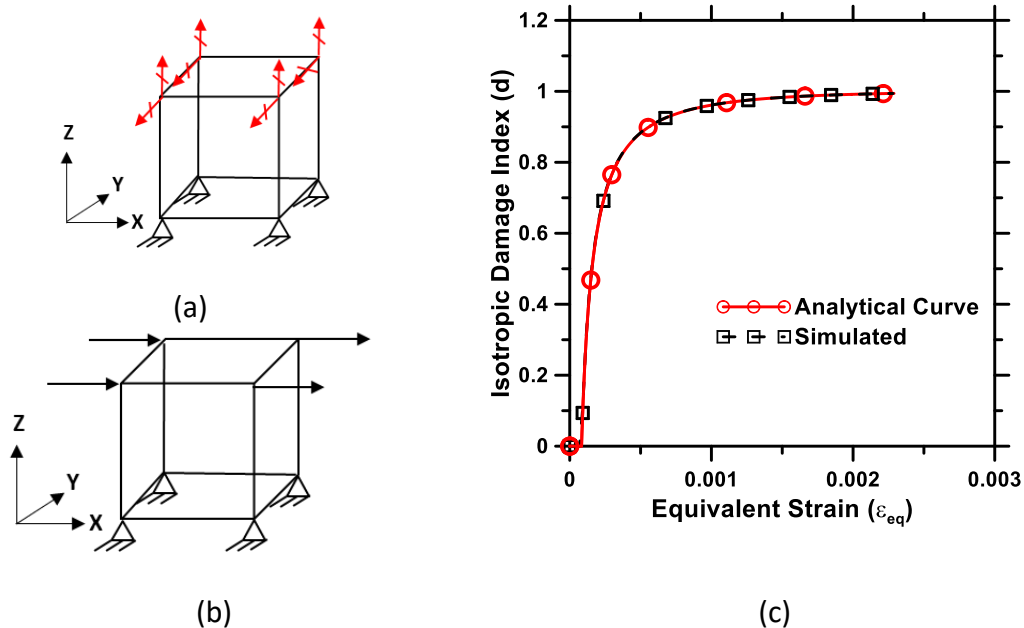 Z
Y
X
(a)
Z
Y
X
(b)
Isotropic Damage Index (d)
1.2
1
0.8
0.6
0.4
0.2
0
Analytical Curve
Simulated
0 0.001 0.002 0.003
Equivalent Strain (εeq)
(c)